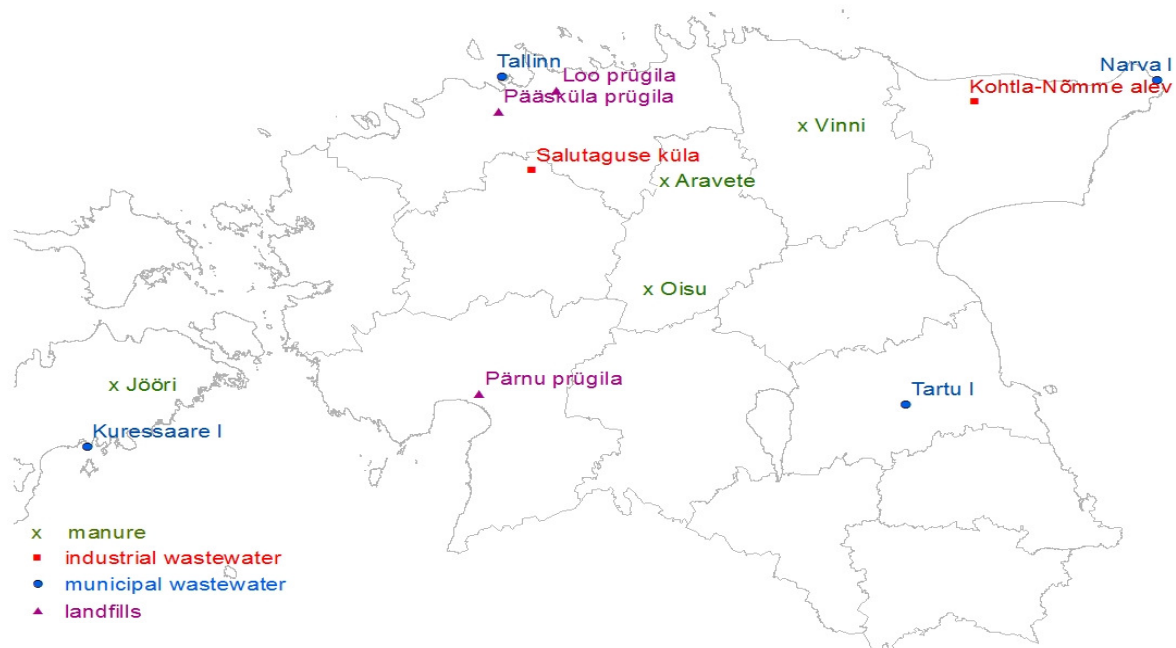 Tallinn
Loo prügila
Pääsküla prügila
Narva l
Kohtla-Nõmme alev
x Vinni
Salutaguse küla
x Aravete
x Oisu
x Jööri
Pärnu prügila
Tartu l
Kuressaare l
x manure
industrial wastewater
municipal wastewater
landfills